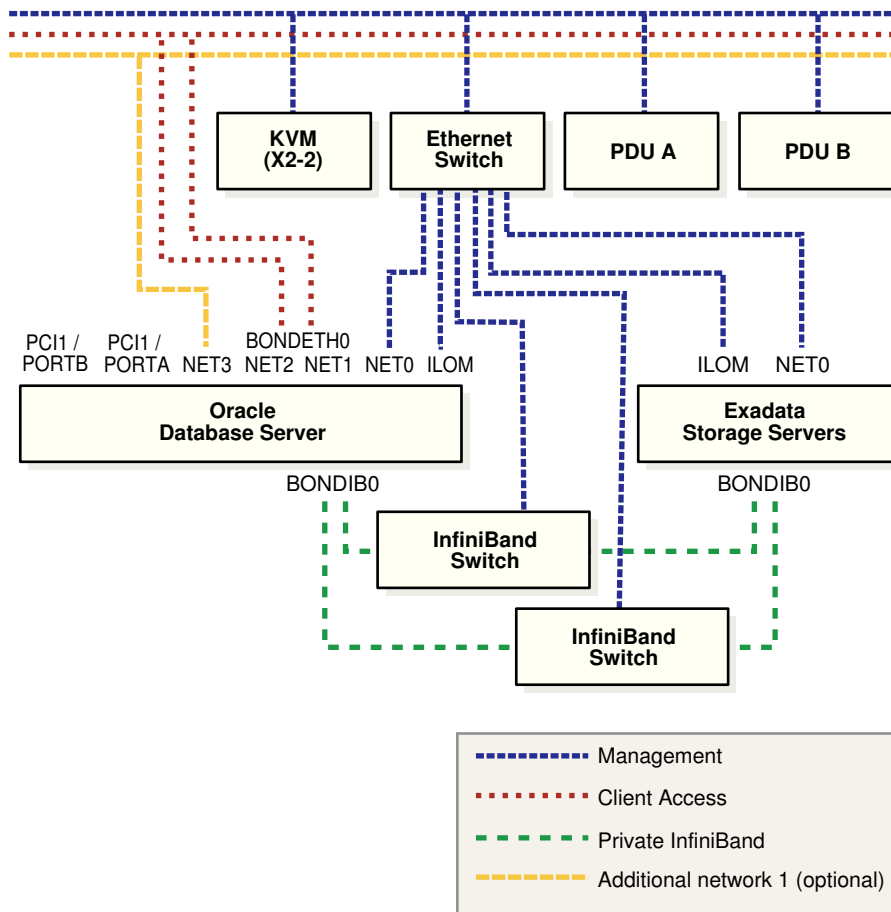 KVM
(X2-2)
Ethernet
Switch
PDU A
PDU B
PCI1 /
PORTB
PCI1 /
PORTA
NET3
BONDETH0
NET2
NET1
NET0
ILOM
ILOM
NET0
Oracle
Database Server
Exadata
Storage Servers
BONDIB0
BONDIB0
InfiniBand
Switch
InfiniBand
Switch
Management
Client Access
Private InfiniBand
Additional network 1 (optional)